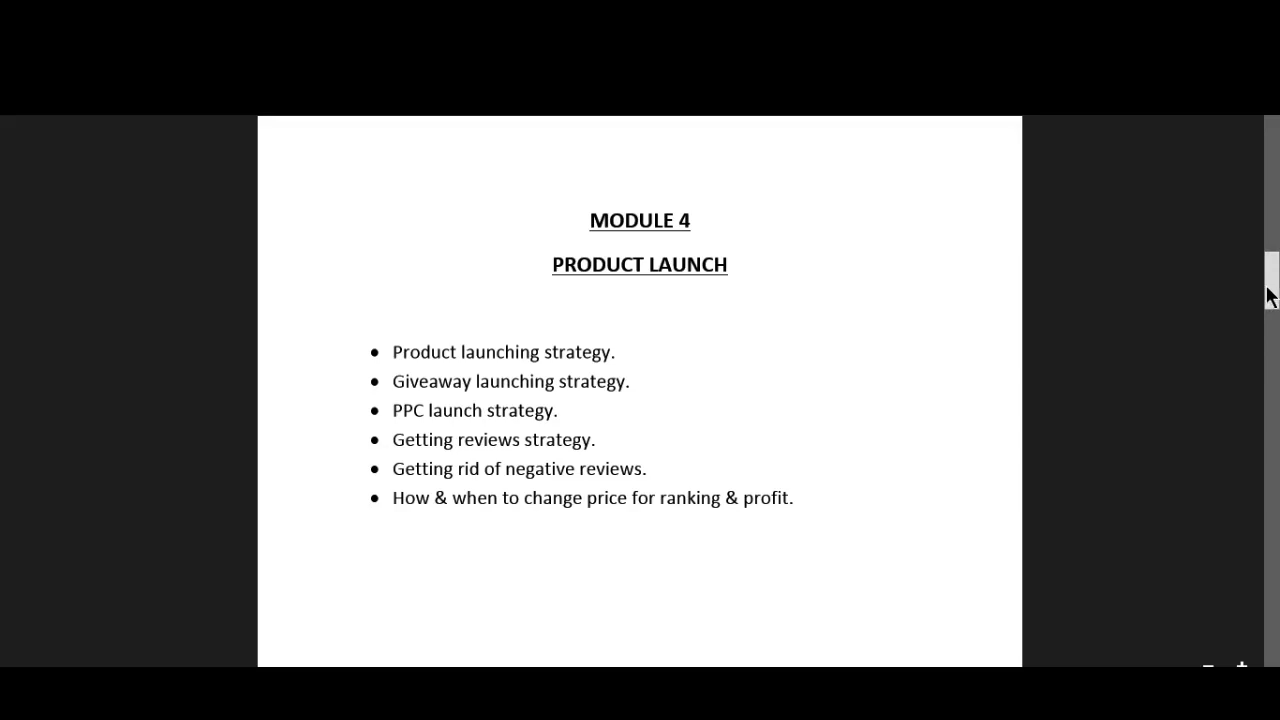 MODULE 4
PRODUCT LAUNCH
• Product launching strategy.
• Giveaway launching strategy.
• PPC launch strategy.
• Getting reviews strategy.
• Getting rid of negative reviews.
• How & when to change price for ranking & profit.